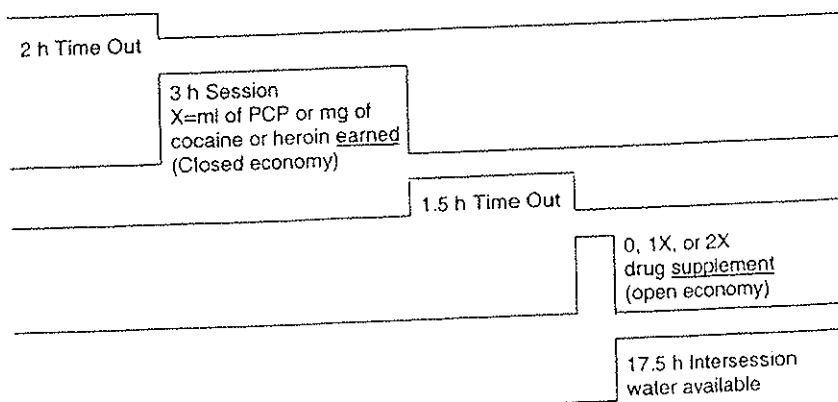 2 h Time Out
3 h Session
X=ml of PCP or mg of
cocaine or heroin earned
(Closed economy)
1.5 h Time Out
0, 1X, or 2X
drug supplement
(open economy)
17.5 h Intersession
water available